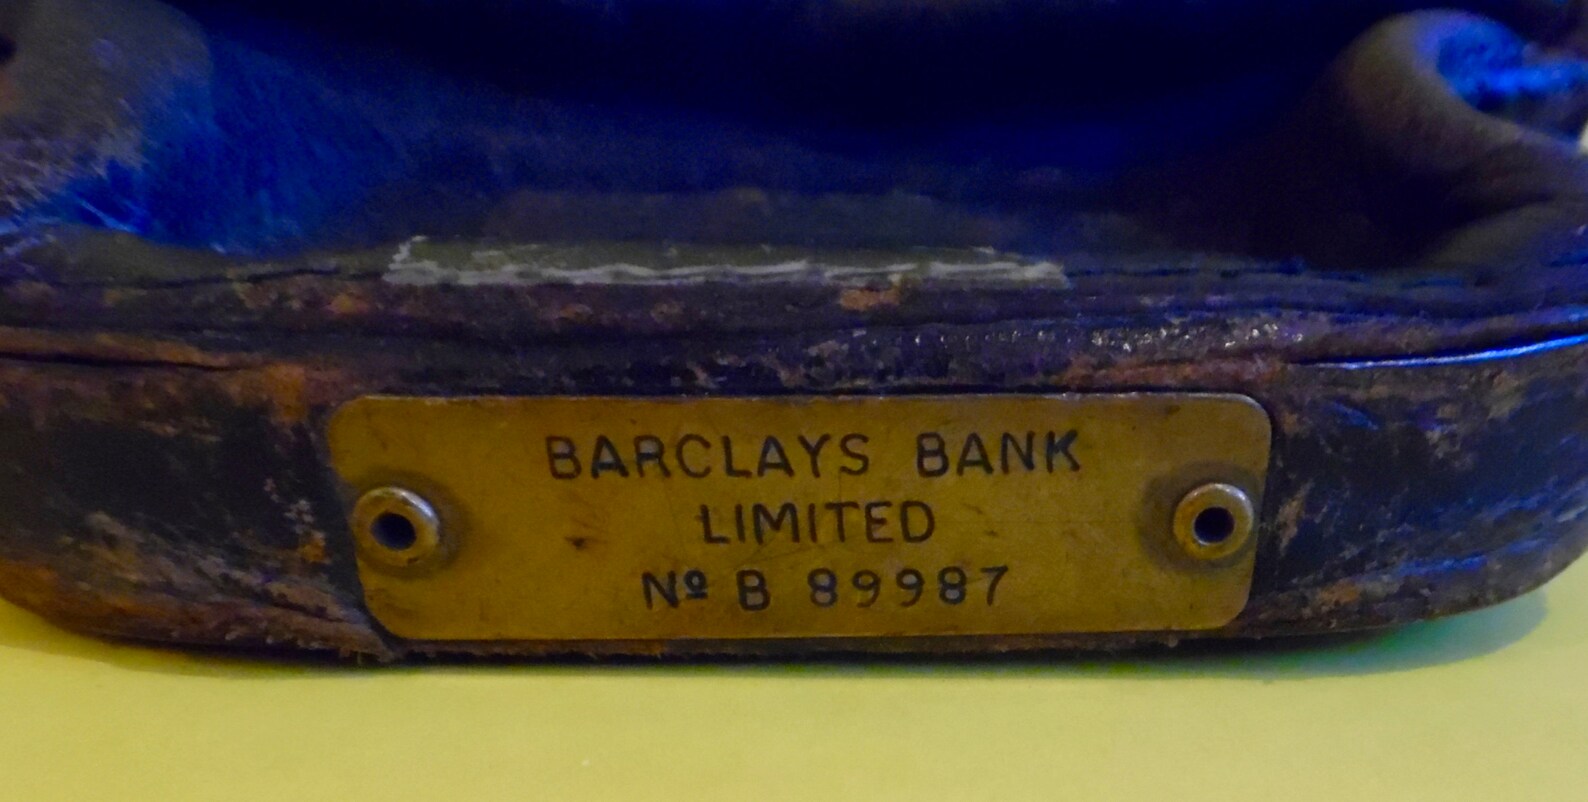 BARCLAYS BANK
LIMITED
Nº B 89987